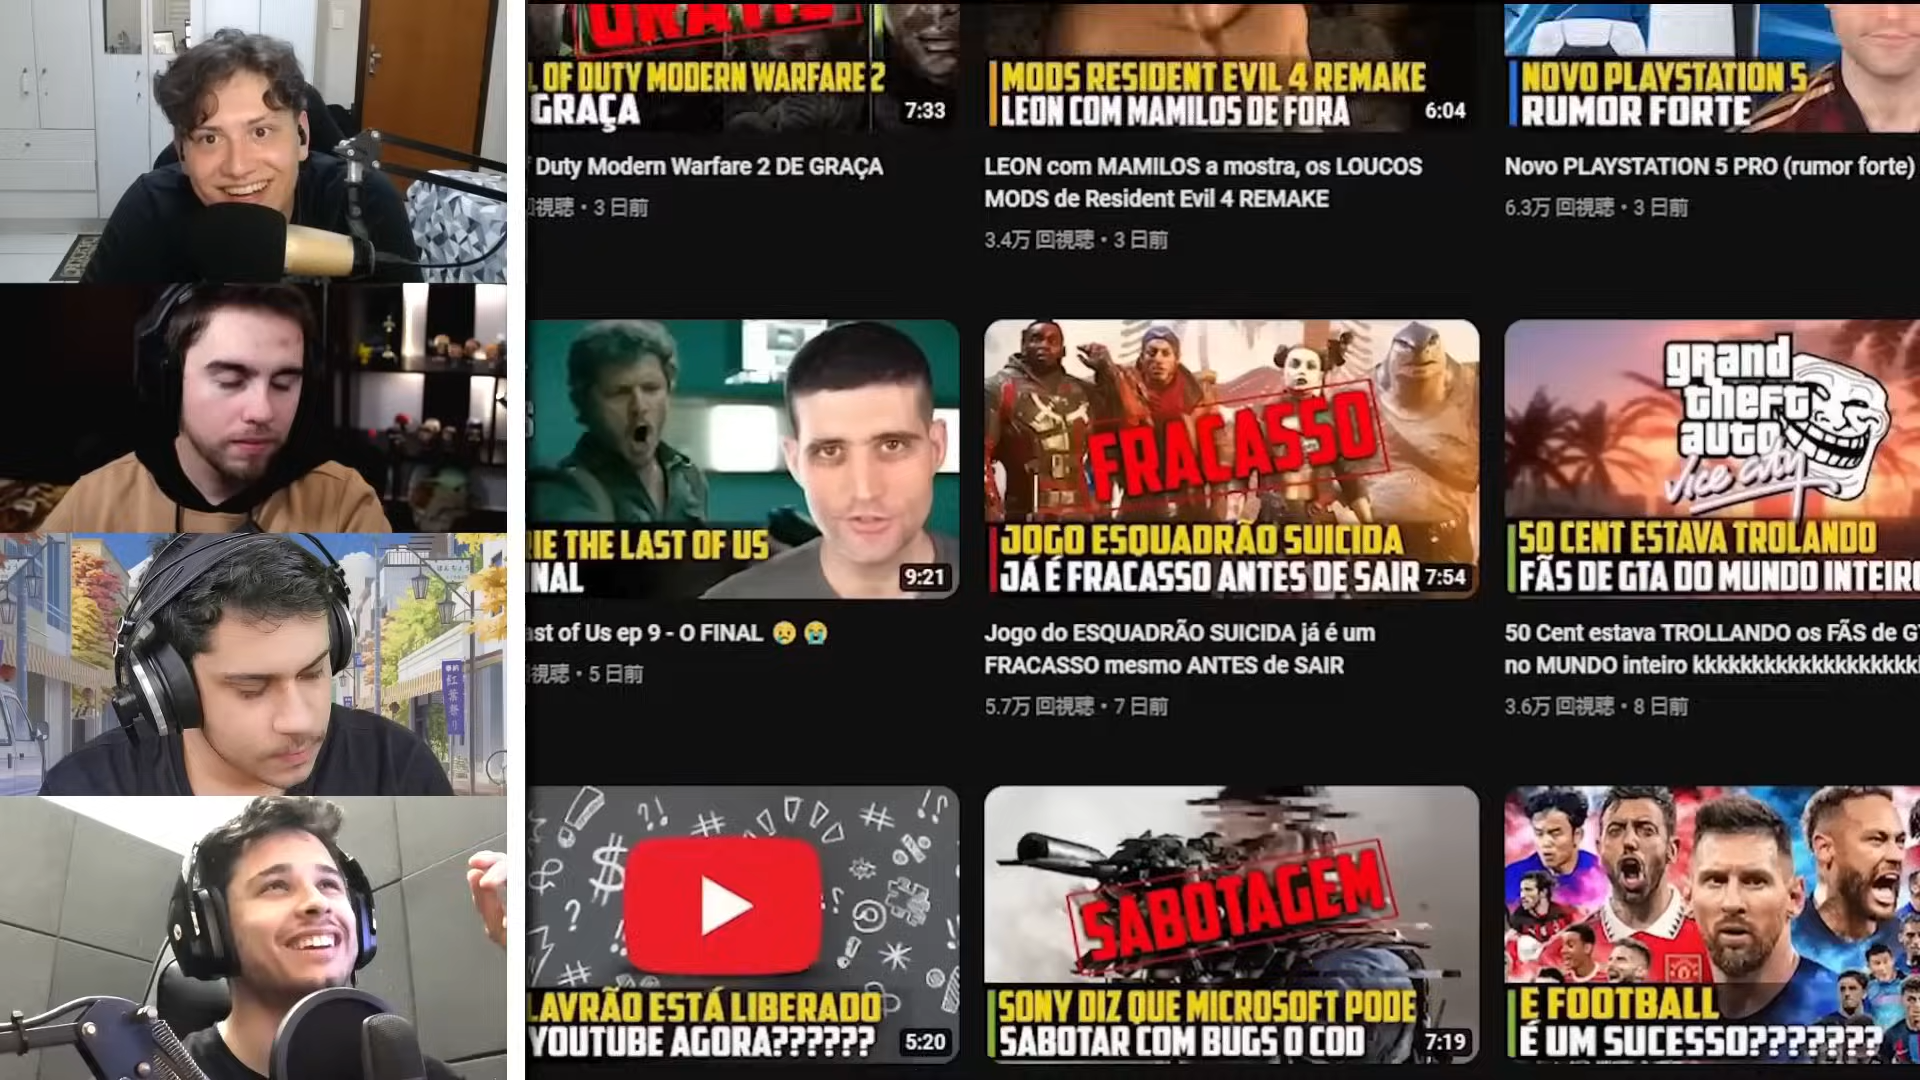 GRÁTIS
L OF DUTY MODERN WARFARE 2
GRAÇA
7:33
Duty Modern Warfare 2 DE GRAÇA
回視聴・3 日前
MODS RESIDENT EVIL 4 REMAKE
LEON COM MAMILOS DE FORA
6:04
LEON com MAMILOS a mostra, os LOUCOS
MODS de Resident Evil 4 REMAKE
3.4万 回視聴・3 日前
NOVO PLAYSTATION 5
RUMOR FORTE
Novo PLAYSTATION 5 PRO (rumor forte)
6.3万 回視聴・3 日前
IE THE LAST OF US
NAL
9:21
ast of Us ep 9 - O FINAL 😢 😭
回視聴・5 日前
FRACASSO
JOGO ESQUADRÃO SUICIDA
JÁ É FRACASSO ANTES DE SAIR
7:54
Jogo do ESQUADRÃO SUICIDA já é um
FRACASSO mesmo ANTES de SAIR
5.7万 回視聴・7 日前
grand
theft
auto
vice city
50 CENT ESTAVA TROLANDO
FÃS DE GTA DO MUNDO INTEIRO
50 Cent estava TROLLANDO os FÃS de G
no MUNDO inteiro kkkkkkkkkkkkkkkkkkk
3.6万 回視聴・8 日前
LAVRÃO ESTÁ LIBERADO
YOUTUBE AGORA??????
5:20
SABOTAGEM
SONY DIZ QUE MICROSOFT PODE
SABOTAR COM BUGS O COD
7:19
E FOOTBALL
É UM SUCESSO???????